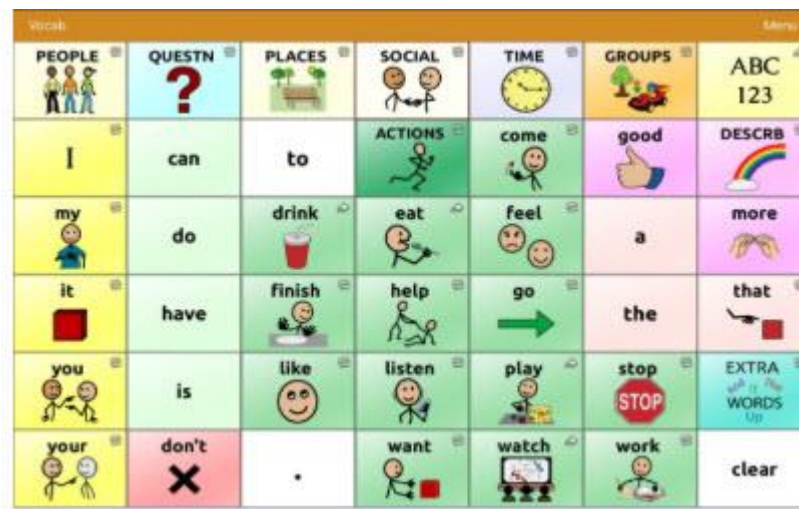 Vocab Menu
PEOPLE QUESTN PLACES SOCIAL TIME GROUPS ABC
123
I can to ACTIONS come good DESCRB
my do drink eat feel a more
it have finish help go the that
you is like listen play stop EXTRA
STOP
WORDS
Up
your don't . want watch work clear